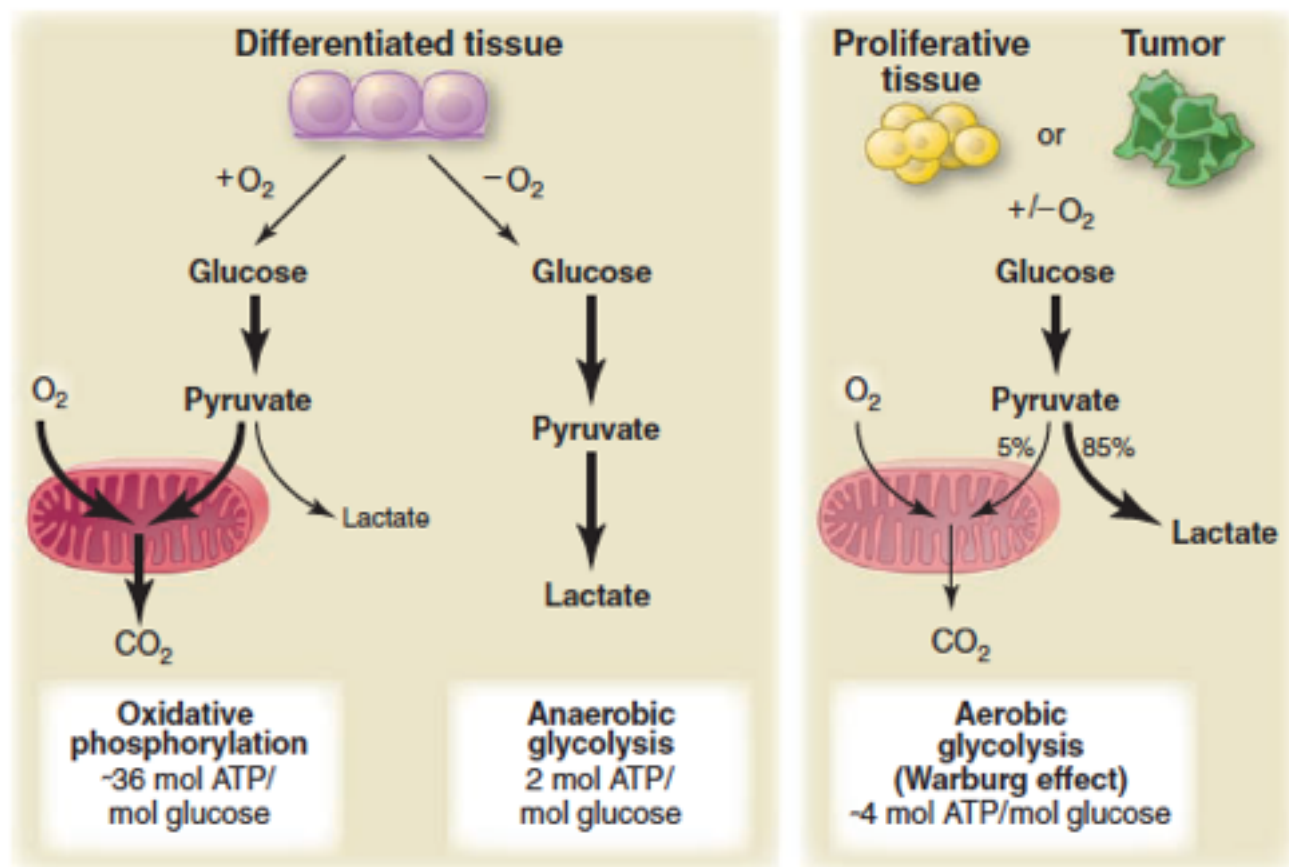 Differentiated tissue
+O₂
−O₂
Glucose
Glucose
O₂
Pyruvate
Pyruvate
Lactate
Lactate
CO₂
Oxidative
phosphorylation
~36 mol ATP/
mol glucose
Anaerobic
glycolysis
2 mol ATP/
mol glucose
Proliferative
tissue
or
Tumor
+/−O₂
Glucose
O₂
Pyruvate
5%
85%
Lactate
CO₂
Aerobic
glycolysis
(Warburg effect)
~4 mol ATP/mol glucose